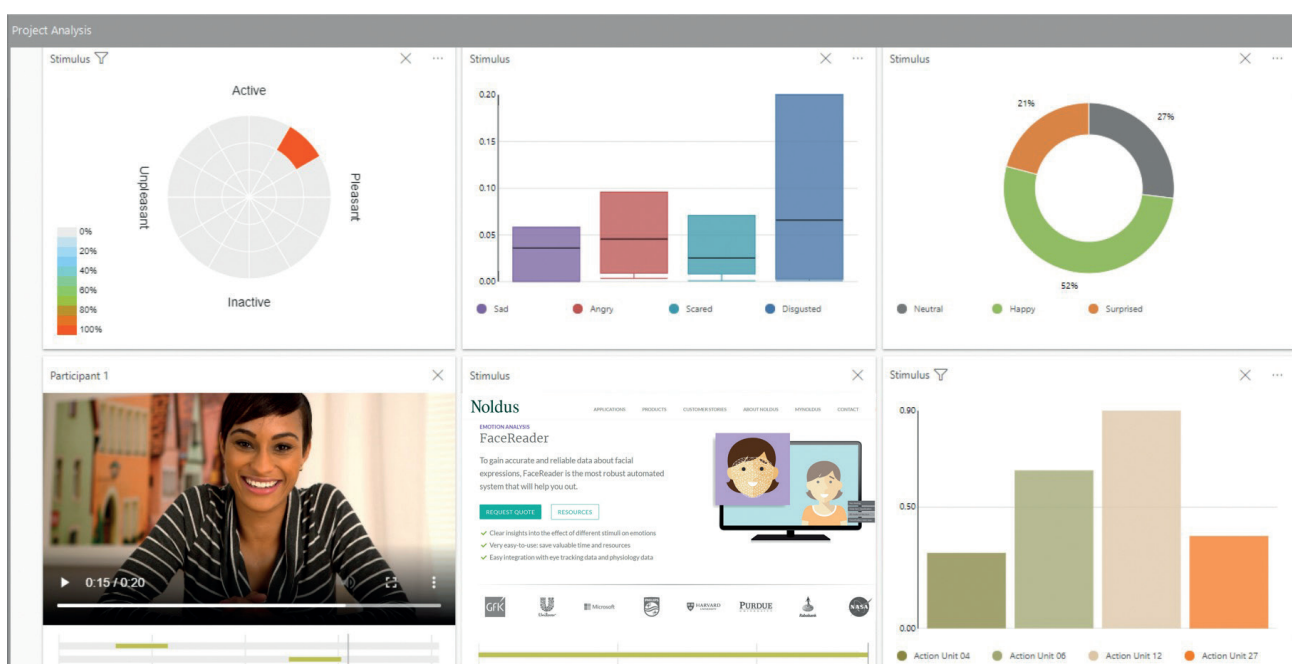 Project Analysis
Stimulus
Active
Unpleasant
Pleasant
Inactive
0%
20%
40%
60%
80%
100%
Stimulus
0.20
0.15
0.10
0.05
0.00
Sad Angry Scared Disgusted
Stimulus
21%
27%
52%
Neutral Happy Surprised
Participant 1
0:15 / 0:20
Stimulus
Noldus
APPLICATIONS PRODUCTS CUSTOMER STORIES ABOUT NOLDUS MYNOLDUS CONTACT
EMOTION ANALYSIS
FaceReader
To gain accurate and reliable data about facial
expressions, FaceReader is the most robust automated
system that will help you out.
REQUEST QUOTE RESOURCES
Clear insights into the effect of different stimuli on emotions
Very easy-to-use: save valuable time and resources
Easy integration with eye tracking data and physiology data
GfK Unilever Microsoft PHILIPS HARVARD PURDUE Rabobank NASA
Stimulus
0.90
0.50
0.00
Action Unit 04 Action Unit 06 Action Unit 12 Action Unit 27